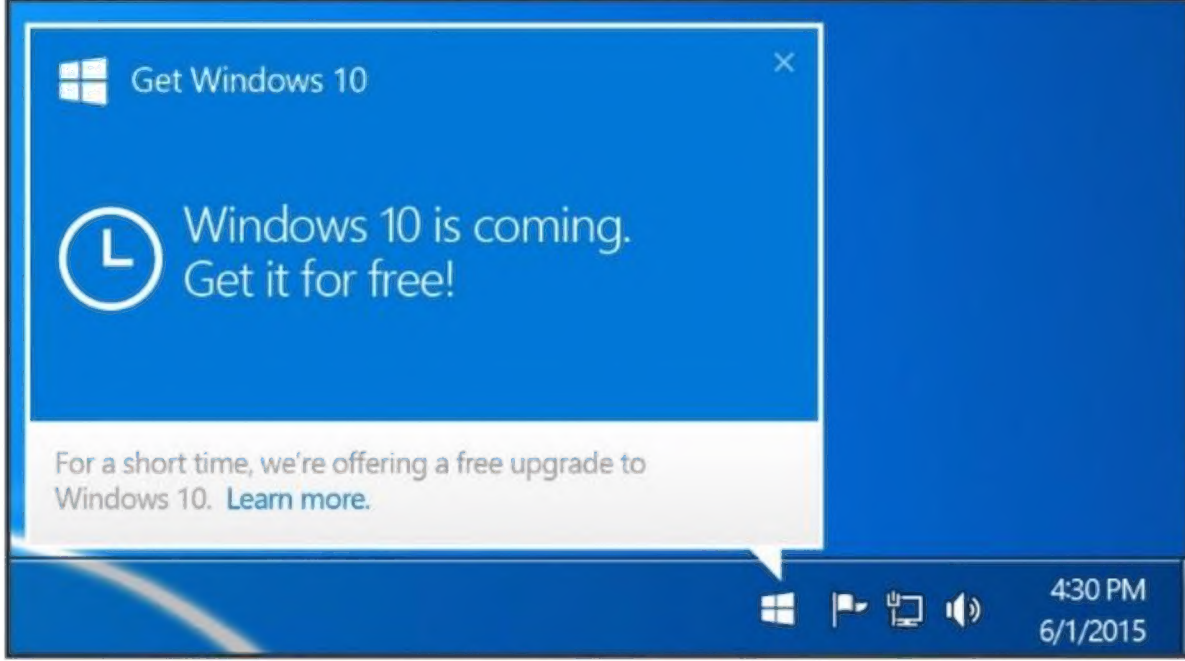 Get Windows 10
Windows 10 is coming.
Get it for free!
For a short time, we're offering a free upgrade to
Windows 10. Learn more.
4:30 PM
6/1/2015